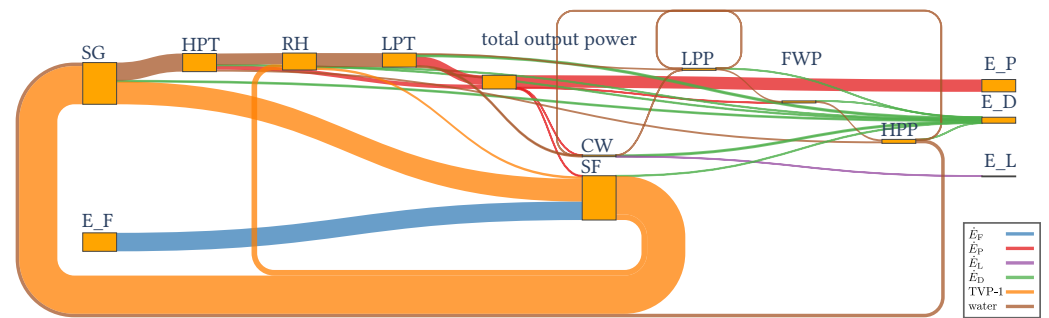 SG
HPT
RH
LPT
total output power
LPP
FWP
E_P
E_D
HPP
CW
SF
E_L
E_F
Ė_F
Ė_P
Ė_L
Ė_D
TVP-1
water